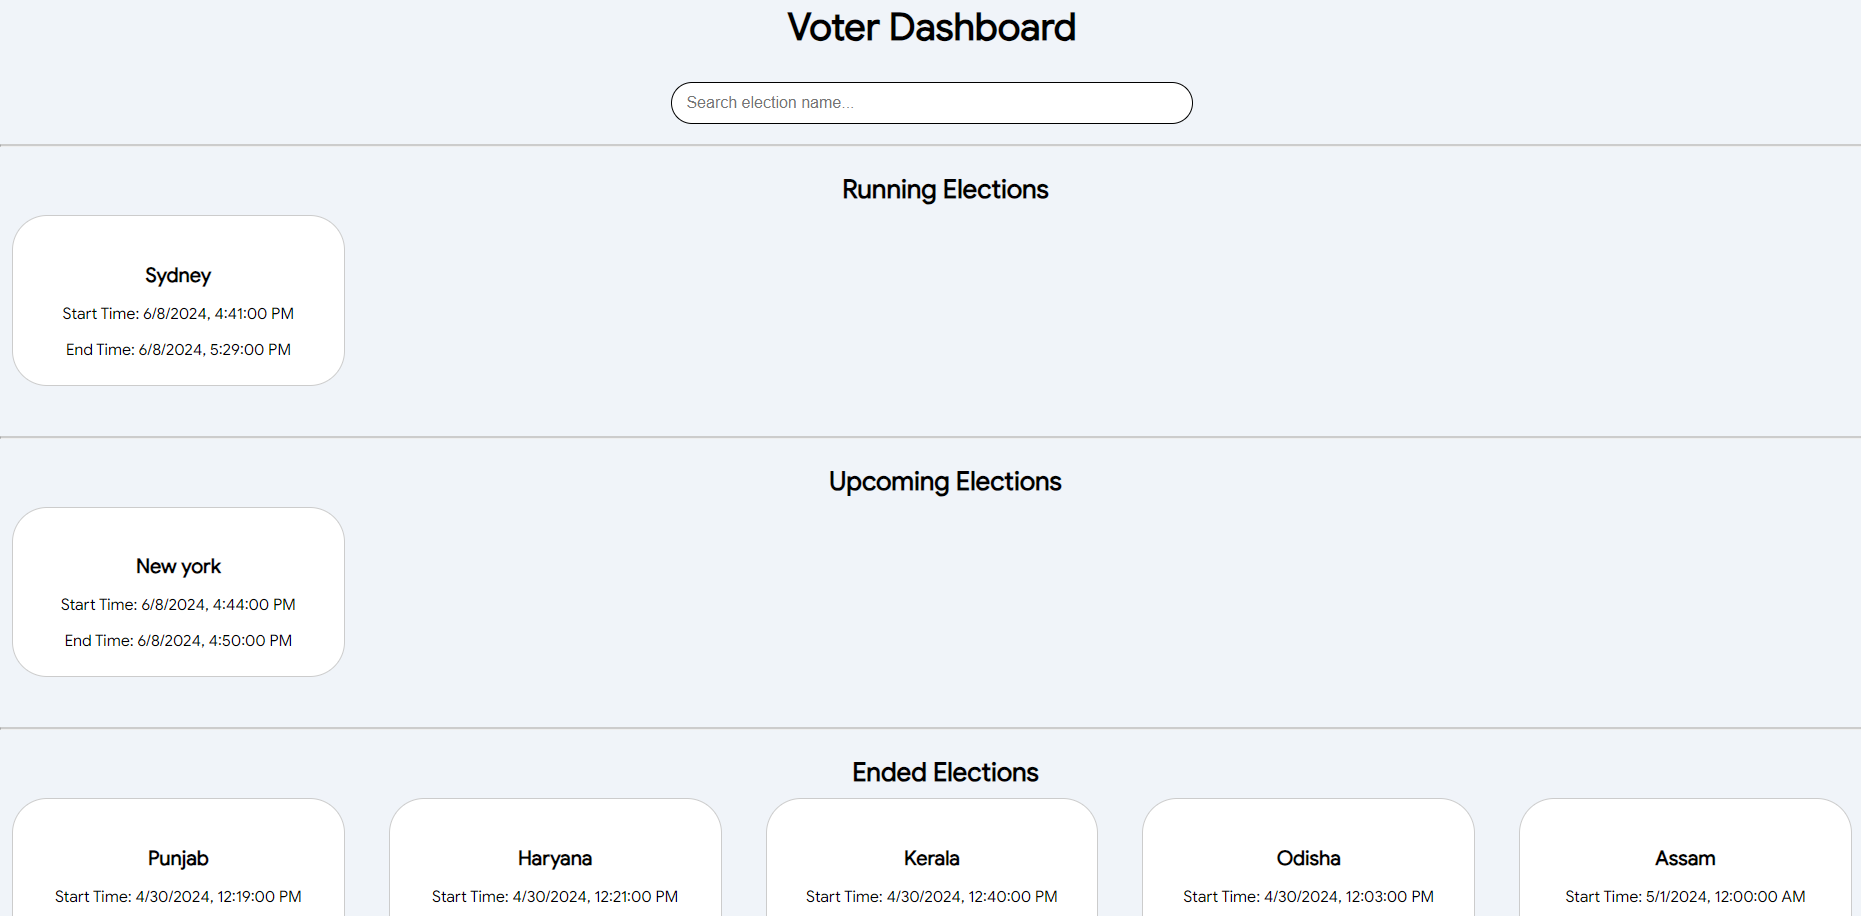 Voter Dashboard
Search election name...
Running Elections
Sydney
Start Time: 6/8/2024, 4:41:00 PM
End Time: 6/8/2024, 5:29:00 PM
Upcoming Elections
New york
Start Time: 6/8/2024, 4:44:00 PM
End Time: 6/8/2024, 4:50:00 PM
Ended Elections
Punjab
Start Time: 4/30/2024, 12:19:00 PM
Haryana
Start Time: 4/30/2024, 12:21:00 PM
Kerala
Start Time: 4/30/2024, 12:40:00 PM
Odisha
Start Time: 4/30/2024, 12:03:00 PM
Assam
Start Time: 5/1/2024, 12:00:00 AM